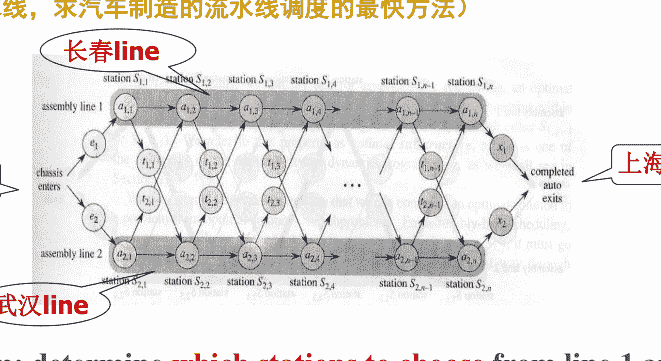 线，求汽车制造的流水线调度的最快方法）
长春line
station S1,1 station S1,2 station S1,3 station S1,4 station S1,n−1 station S1,n
assembly line 1 a1,1 a1,2 a1,3 a1,4 a1,n−1 a1,n
e1 x1
t1,1 t1,2 t1,3 t1,n−1
chassis enters
completed auto exits
上海
...
t2,1 t2,2 t2,3 t2,n−1
e2 x2
assembly line 2 a2,1 a2,2 a2,3 a2,4 a2,n−1 a2,n
station S2,1 station S2,2 station S2,3 station S2,4 station S2,n−1 station S2,n
武汉line
determine which stations to choose from line 1